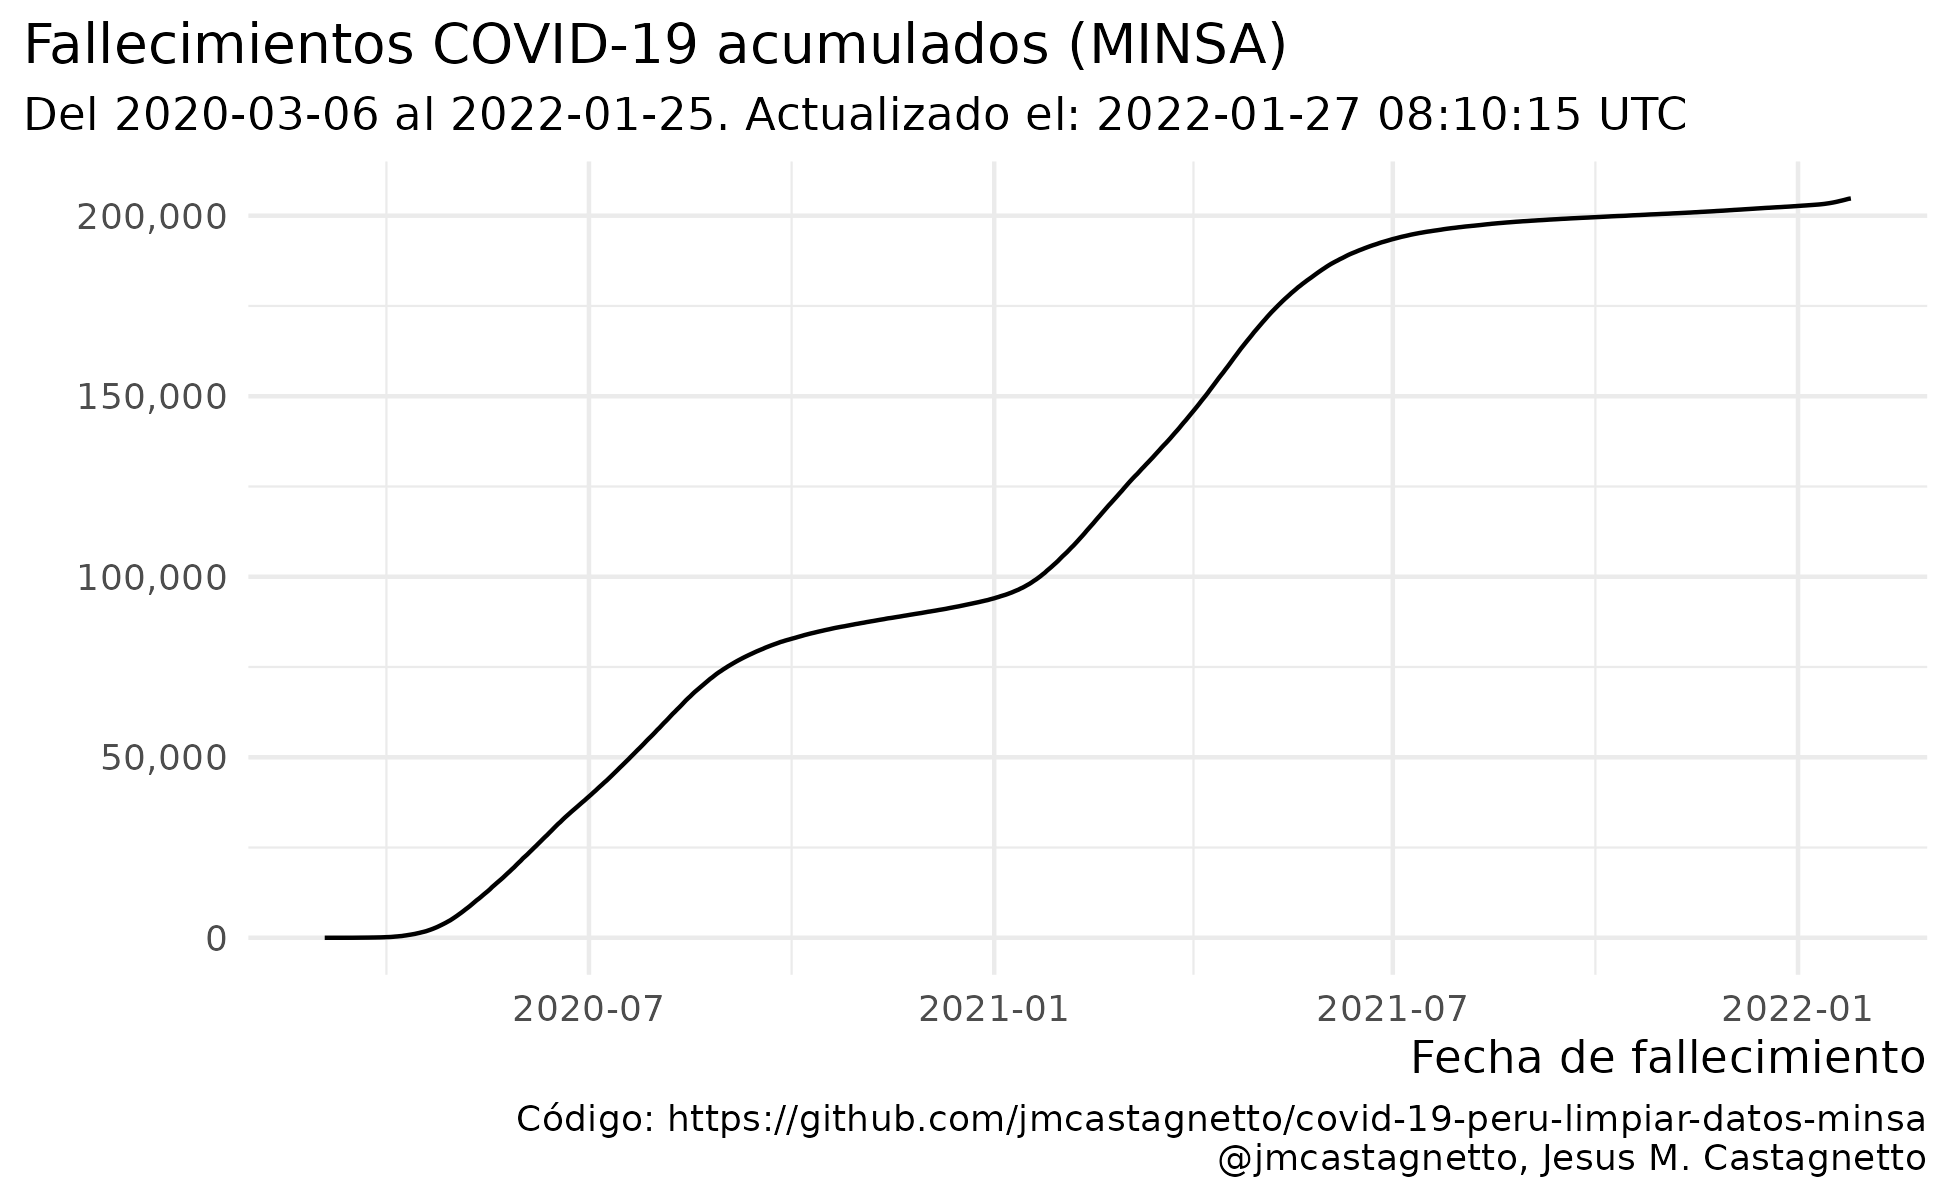 Fallecimientos COVID-19 acumulados (MINSA)
Del 2020-03-06 al 2022-01-25. Actualizado el: 2022-01-27 08:10:15 UTC
200,000
150,000
100,000
50,000
0
2020-07 2021-01 2021-07 2022-01
Fecha de fallecimiento
Código: https://github.com/jmcastagnetto/covid-19-peru-limpiar-datos-minsa
@jmcastagnetto, Jesus M. Castagnetto